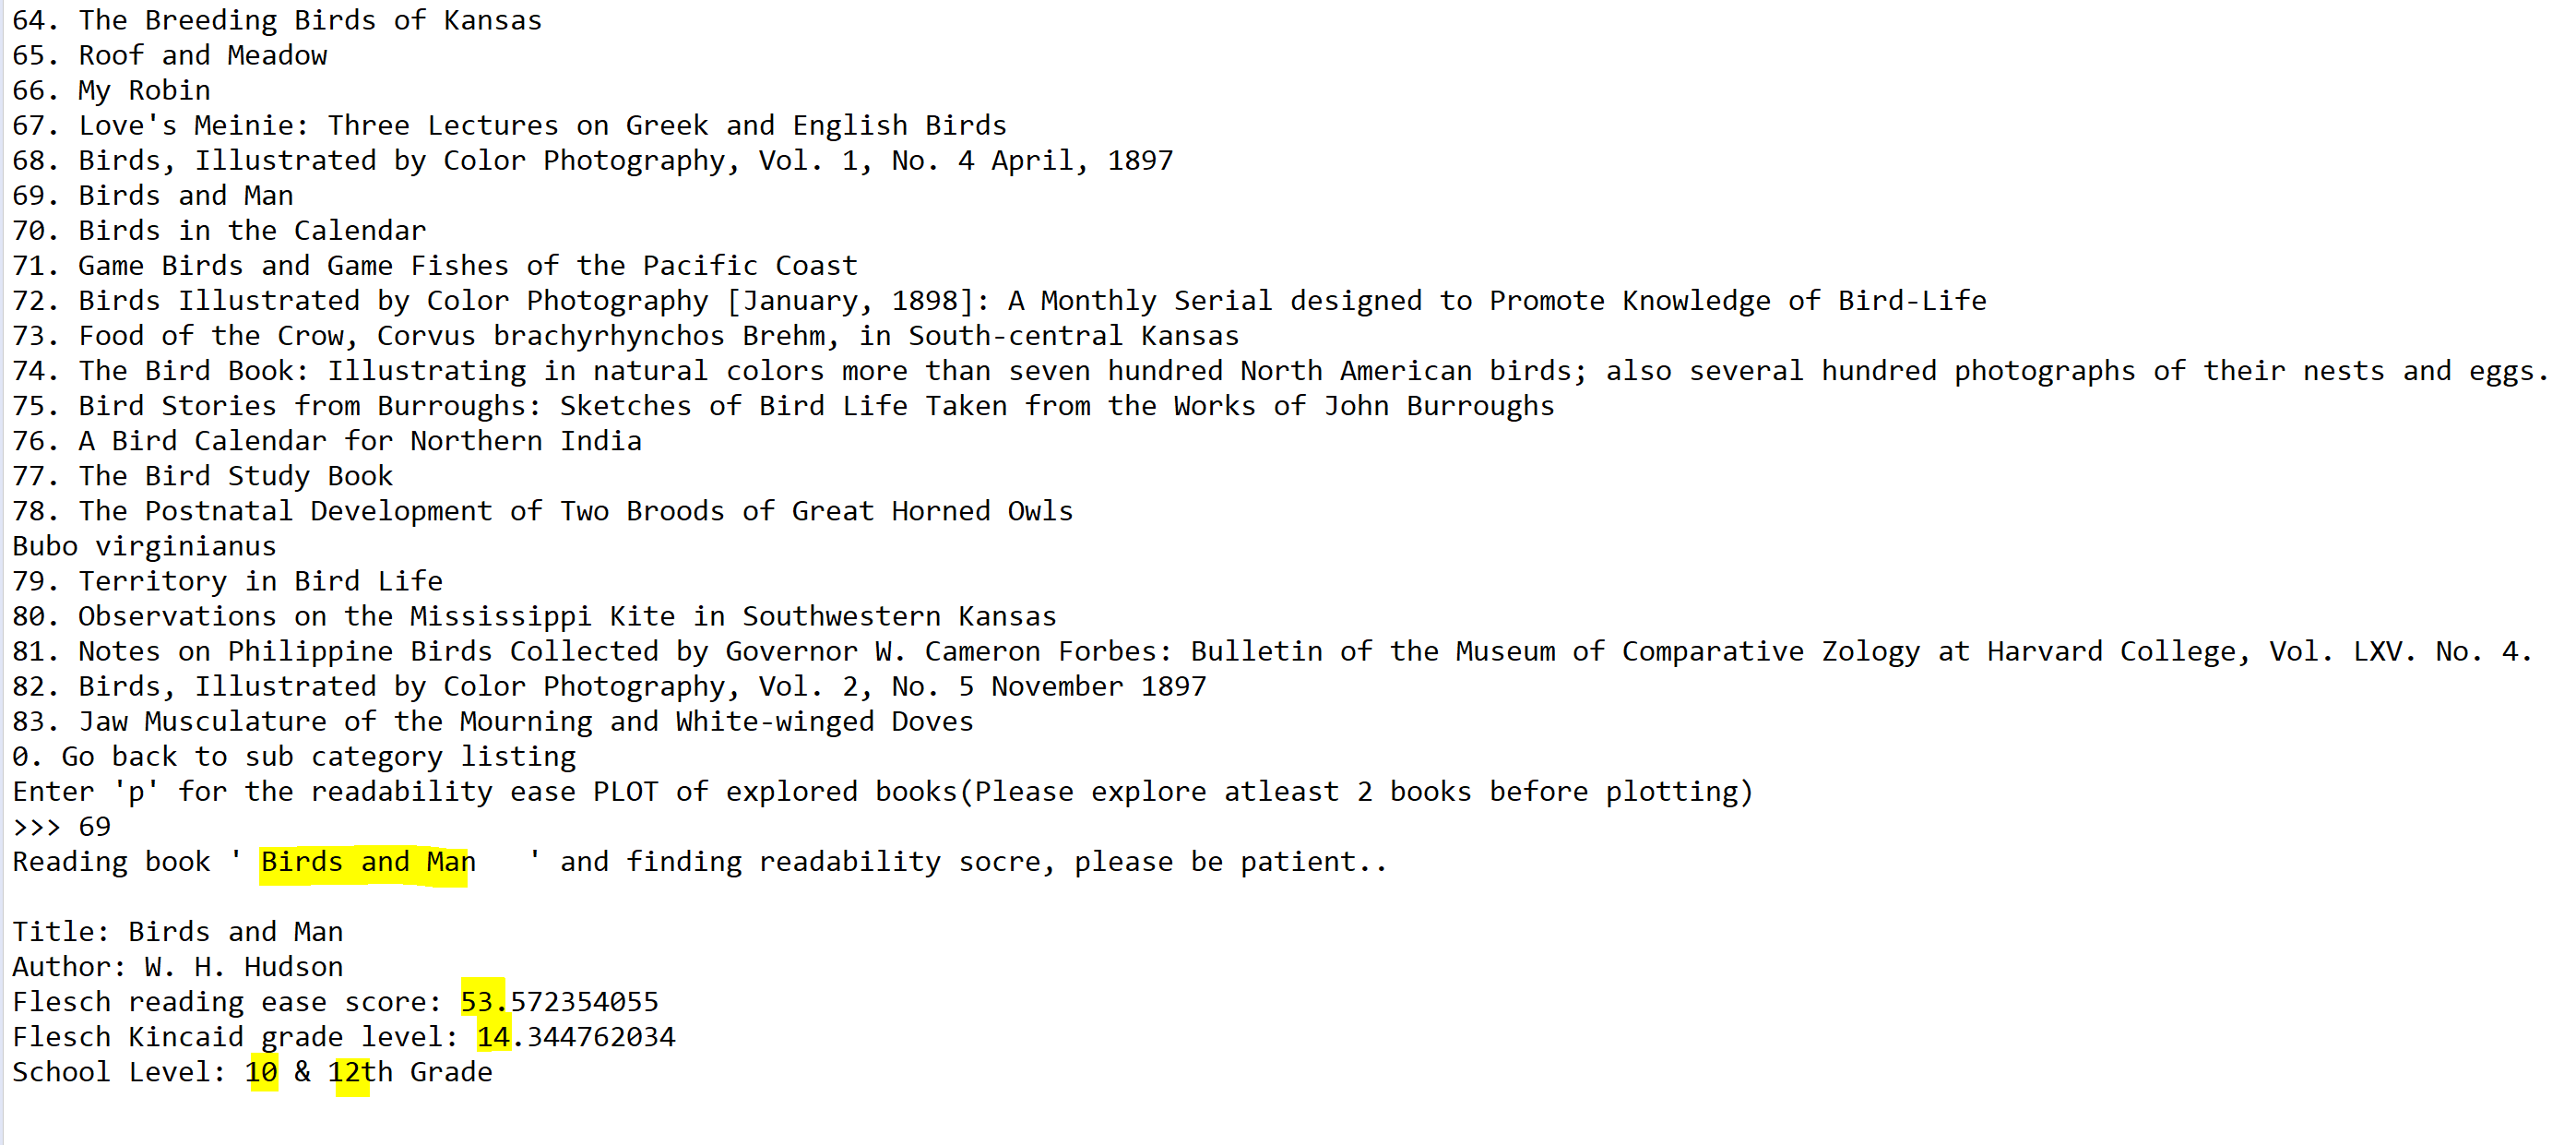 64. The Breeding Birds of Kansas
65. Roof and Meadow
66. My Robin
67. Love's Meinie: Three Lectures on Greek and English Birds
68. Birds, Illustrated by Color Photography, Vol. 1, No. 4 April, 1897
69. Birds and Man
70. Birds in the Calendar
71. Game Birds and Game Fishes of the Pacific Coast
72. Birds Illustrated by Color Photography [January, 1898]: A Monthly Serial designed to Promote Knowledge of Bird-Life
73. Food of the Crow, Corvus brachyrhynchos Brehm, in South-central Kansas
74. The Bird Book: Illustrating in natural colors more than seven hundred North American birds; also several hundred photographs of their nests and eggs.
75. Bird Stories from Burroughs: Sketches of Bird Life Taken from the Works of John Burroughs
76. A Bird Calendar for Northern India
77. The Bird Study Book
78. The Postnatal Development of Two Broods of Great Horned Owls
Bubo virginianus
79. Territory in Bird Life
80. Observations on the Mississippi Kite in Southwestern Kansas
81. Notes on Philippine Birds Collected by Governor W. Cameron Forbes: Bulletin of the Museum of Comparative Zology at Harvard College, Vol. LXV. No. 4.
82. Birds, Illustrated by Color Photography, Vol. 2, No. 5 November 1897
83. Jaw Musculature of the Mourning and White-winged Doves
0. Go back to sub category listing
Enter 'p' for the readability ease PLOT of explored books(Please explore atleast 2 books before plotting)
>>> 69
Reading book ' Birds and Man   ' and finding readability socre, please be patient..
Title: Birds and Man
Author: W. H. Hudson
Flesch reading ease score: 53.572354055
Flesch Kincaid grade level: 14.344762034
School Level: 10 & 12th Grade